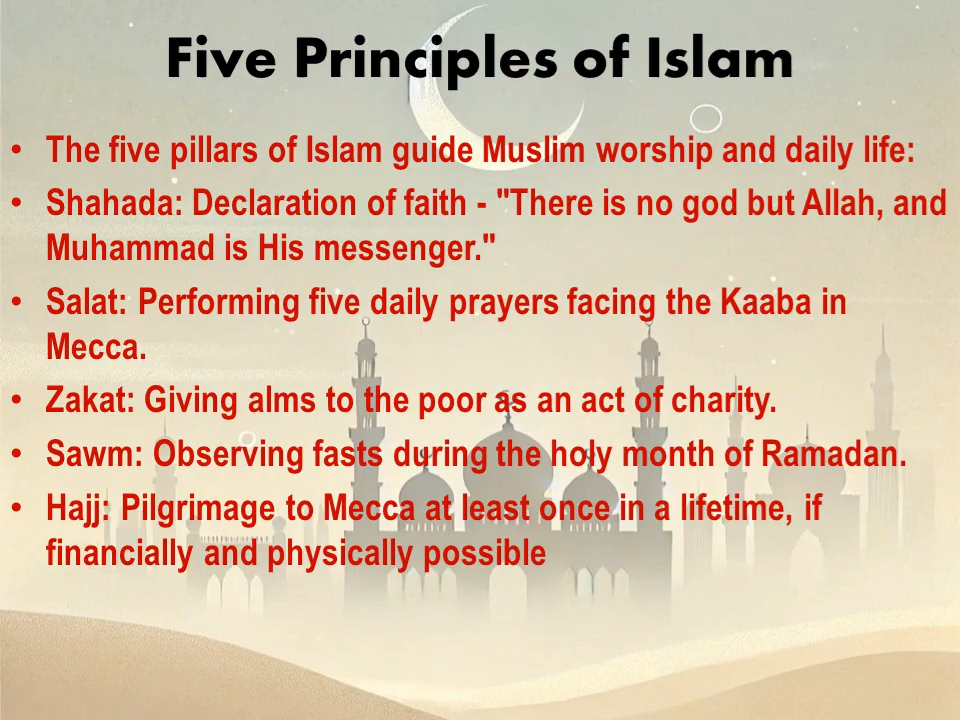 Five Principles of Islam
• The five pillars of Islam guide Muslim worship and daily life:
• Shahada: Declaration of faith - "There is no god but Allah, and
Muhammad is His messenger."
• Salat: Performing five daily prayers facing the Kaaba in
Mecca.
• Zakat: Giving alms to the poor as an act of charity.
• Sawm: Observing fasts during the holy month of Ramadan.
• Hajj: Pilgrimage to Mecca at least once in a lifetime, if
financially and physically possible